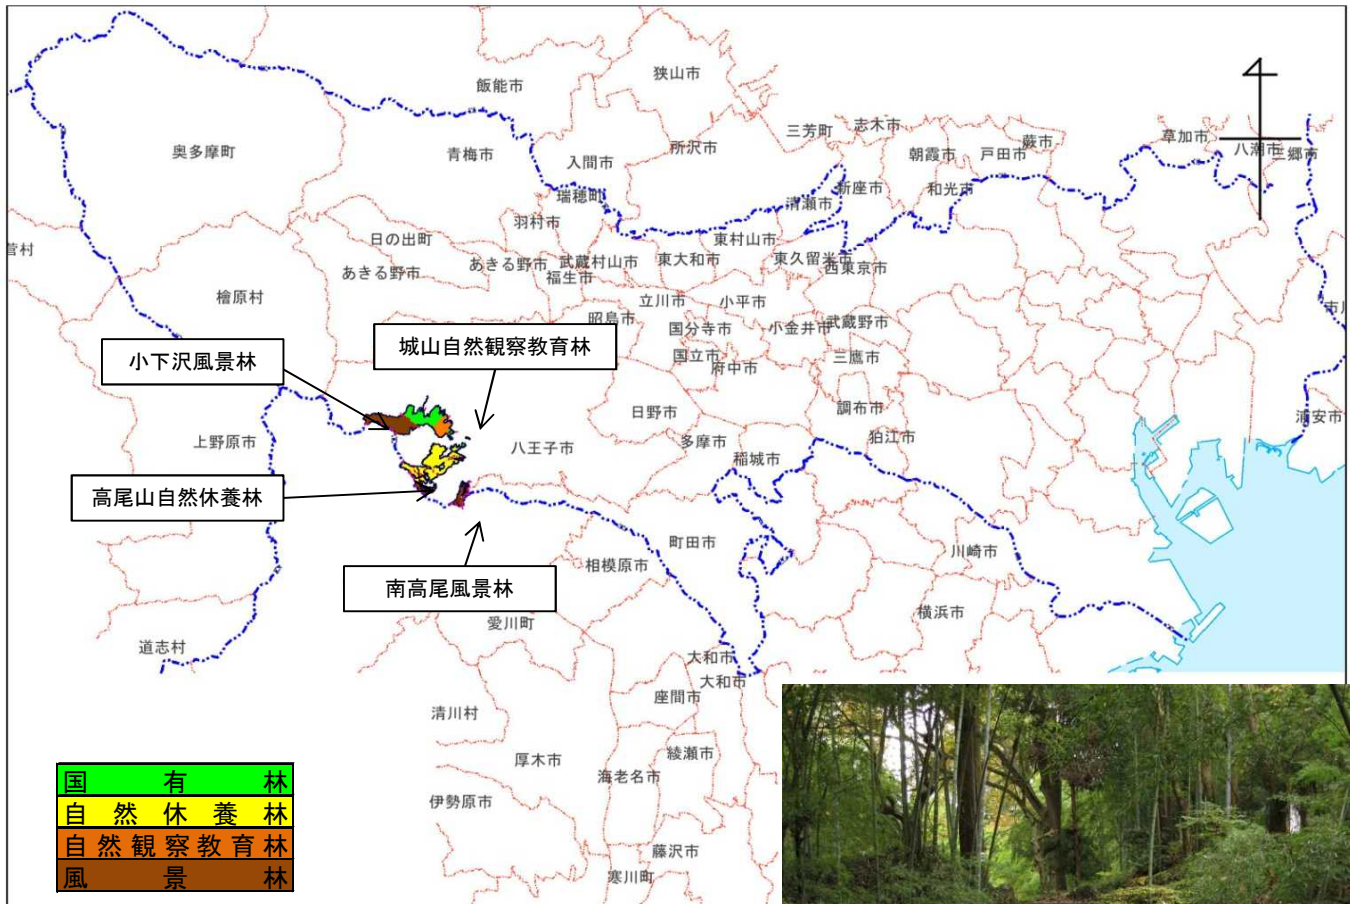 狭山市
飯能市
三芳町
志木市
蕨市
草加市
八潮市
三郷市
奥多摩町
青梅市
入間市
所沢市
朝霞市
戸田市
和光市
新座市
清瀬市
瑞穂町
羽村市
日の出町
東村山市
菅村
あきる野市
あきる野市
武蔵村山市
福生市
東大和市
東久留米市
西東京市
檜原村
立川市
小平市
昭島市
国分寺市
小金井市
武蔵野市
市川
小下沢風景林
城山自然観察教育林
国立市
府中市
三鷹市
上野原市
日野市
調布市
浦安市
八王子市
多摩市
狛江市
稲城市
高尾山自然休養林
町田市
川崎市
相模原市
南高尾風景林
横浜市
愛川町
道志村
大和市
大和市
座間市
清川村
厚木市
海老名市
綾瀬市
伊勢原市
藤沢市
寒川町
国有林
自然休養林
自然観察教育林
風景林